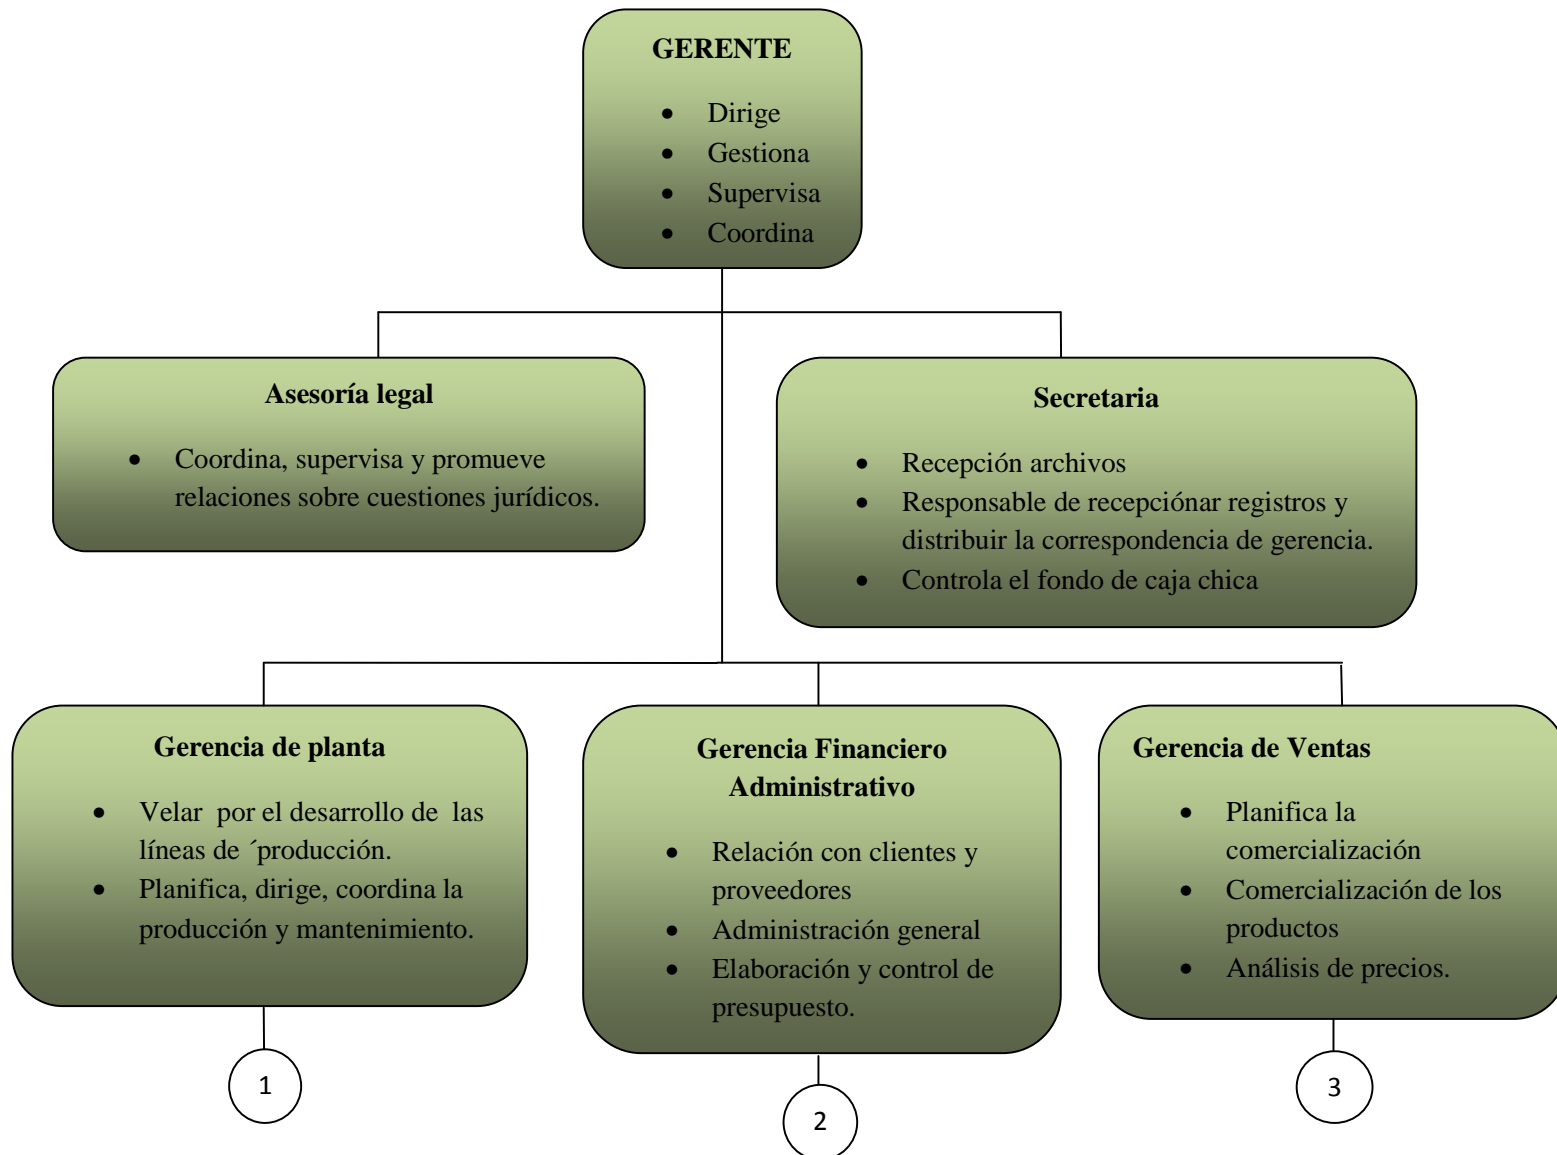 GERENTE
• Dirige
• Gestiona
• Supervisa
• Coordina
Asesoría legal
• Coordina, supervisa y promueve
relaciones sobre cuestiones jurídicos.
Secretaria
• Recepción archivos
• Responsable de recepciónar registros y
distribuir la correspondencia de gerencia.
• Controla el fondo de caja chica
Gerencia de planta
• Velar  por el desarrollo de  las
líneas de ´producción.
• Planifica, dirige, coordina la
producción y mantenimiento.
Gerencia Financiero
Administrativo
• Relación con clientes y
proveedores
• Administración general
• Elaboración y control de
presupuesto.
Gerencia de Ventas
• Planifica la
comercialización
• Comercialización de los
productos
• Análisis de precios.
1
2
3